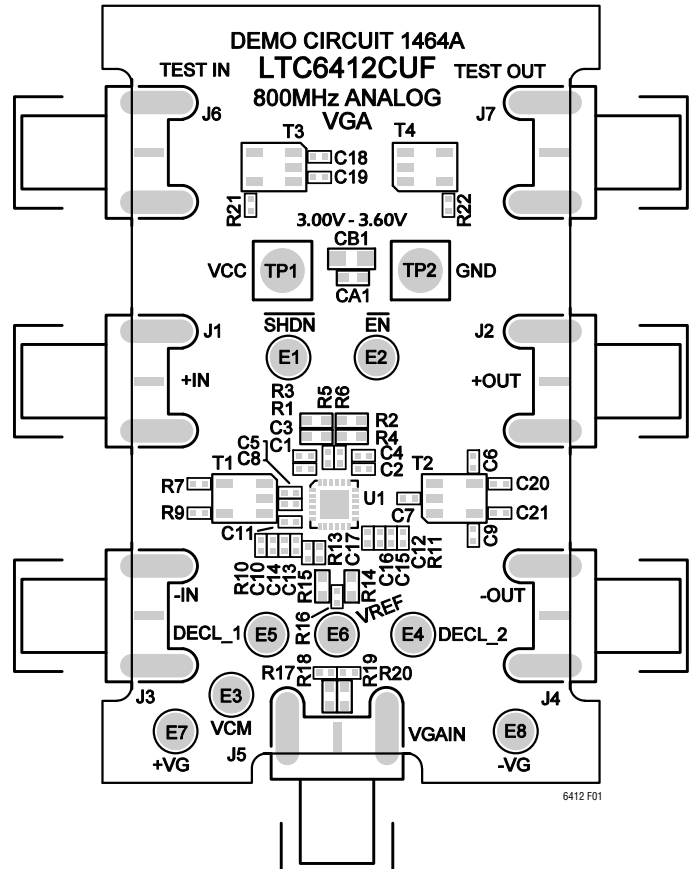 DEMO CIRCUIT 1464A
TEST IN
LTC6412CUF
TEST OUT
800MHz ANALOG
VGA
J6
J7
T3
T4
C18
C19
R21
R22
3.00V - 3.60V
CB1
VCC
TP1
TP2
GND
CA1
SHDN
EN
J1
J2
E1
E2
+IN
+OUT
R3
R5
R6
R1
R2
C3
R4
C5
C1
C4
C8
C2
T1
T2
C6
R7
C20
U1
R9
C7
C21
C11
C9
R10
C10
C14
C13
R15
R13
C17
R14
C16
C15
C12
R11
-IN
-OUT
R16
VREF
DECL_1
E5
E6
E4
DECL_2
R17
R18
R19
R20
J3
E3
J4
VCM
E7
E8
J5
VGAIN
+VG
-VG
6412 F01